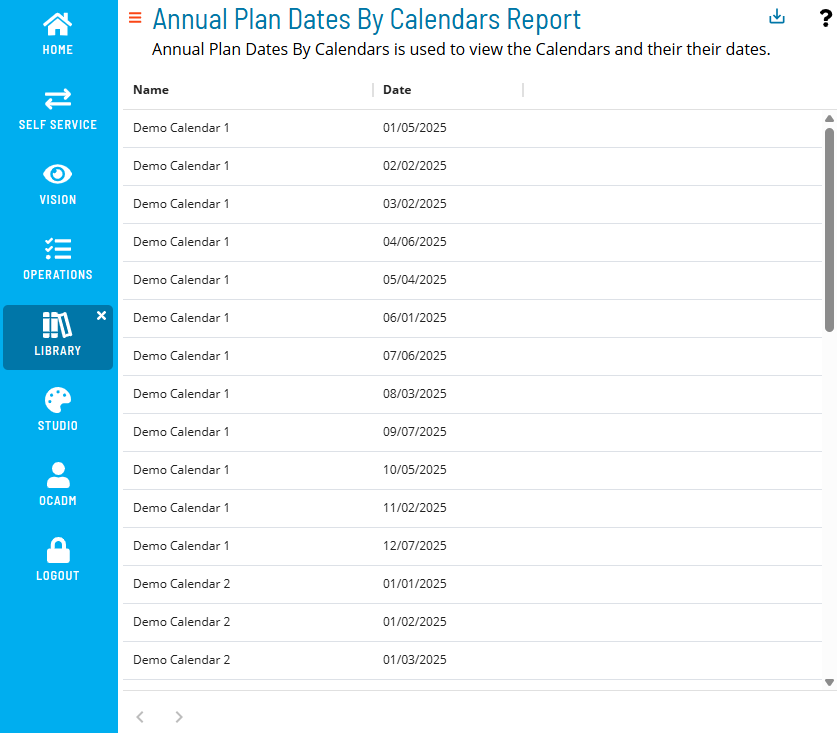 HOME
SELF SERVICE
VISION
OPERATIONS
LIBRARY
STUDIO
OCADM
LOGOUT
Annual Plan Dates By Calendars Report
?
Annual Plan Dates By Calendars is used to view the Calendars and their their dates.
Name Date
Demo Calendar 1 01/05/2025
Demo Calendar 1 02/02/2025
Demo Calendar 1 03/02/2025
Demo Calendar 1 04/06/2025
Demo Calendar 1 05/04/2025
Demo Calendar 1 06/01/2025
Demo Calendar 1 07/06/2025
Demo Calendar 1 08/03/2025
Demo Calendar 1 09/07/2025
Demo Calendar 1 10/05/2025
Demo Calendar 1 11/02/2025
Demo Calendar 1 12/07/2025
Demo Calendar 2 01/01/2025
Demo Calendar 2 01/02/2025
Demo Calendar 2 01/03/2025